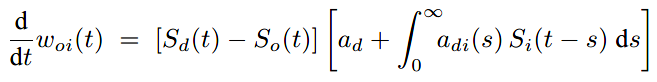 d/dt w_{oi}(t) = [S_d(t) − S_o(t)] [a_d + ∫_0^∞ a_{di}(s) S_i(t − s) ds]